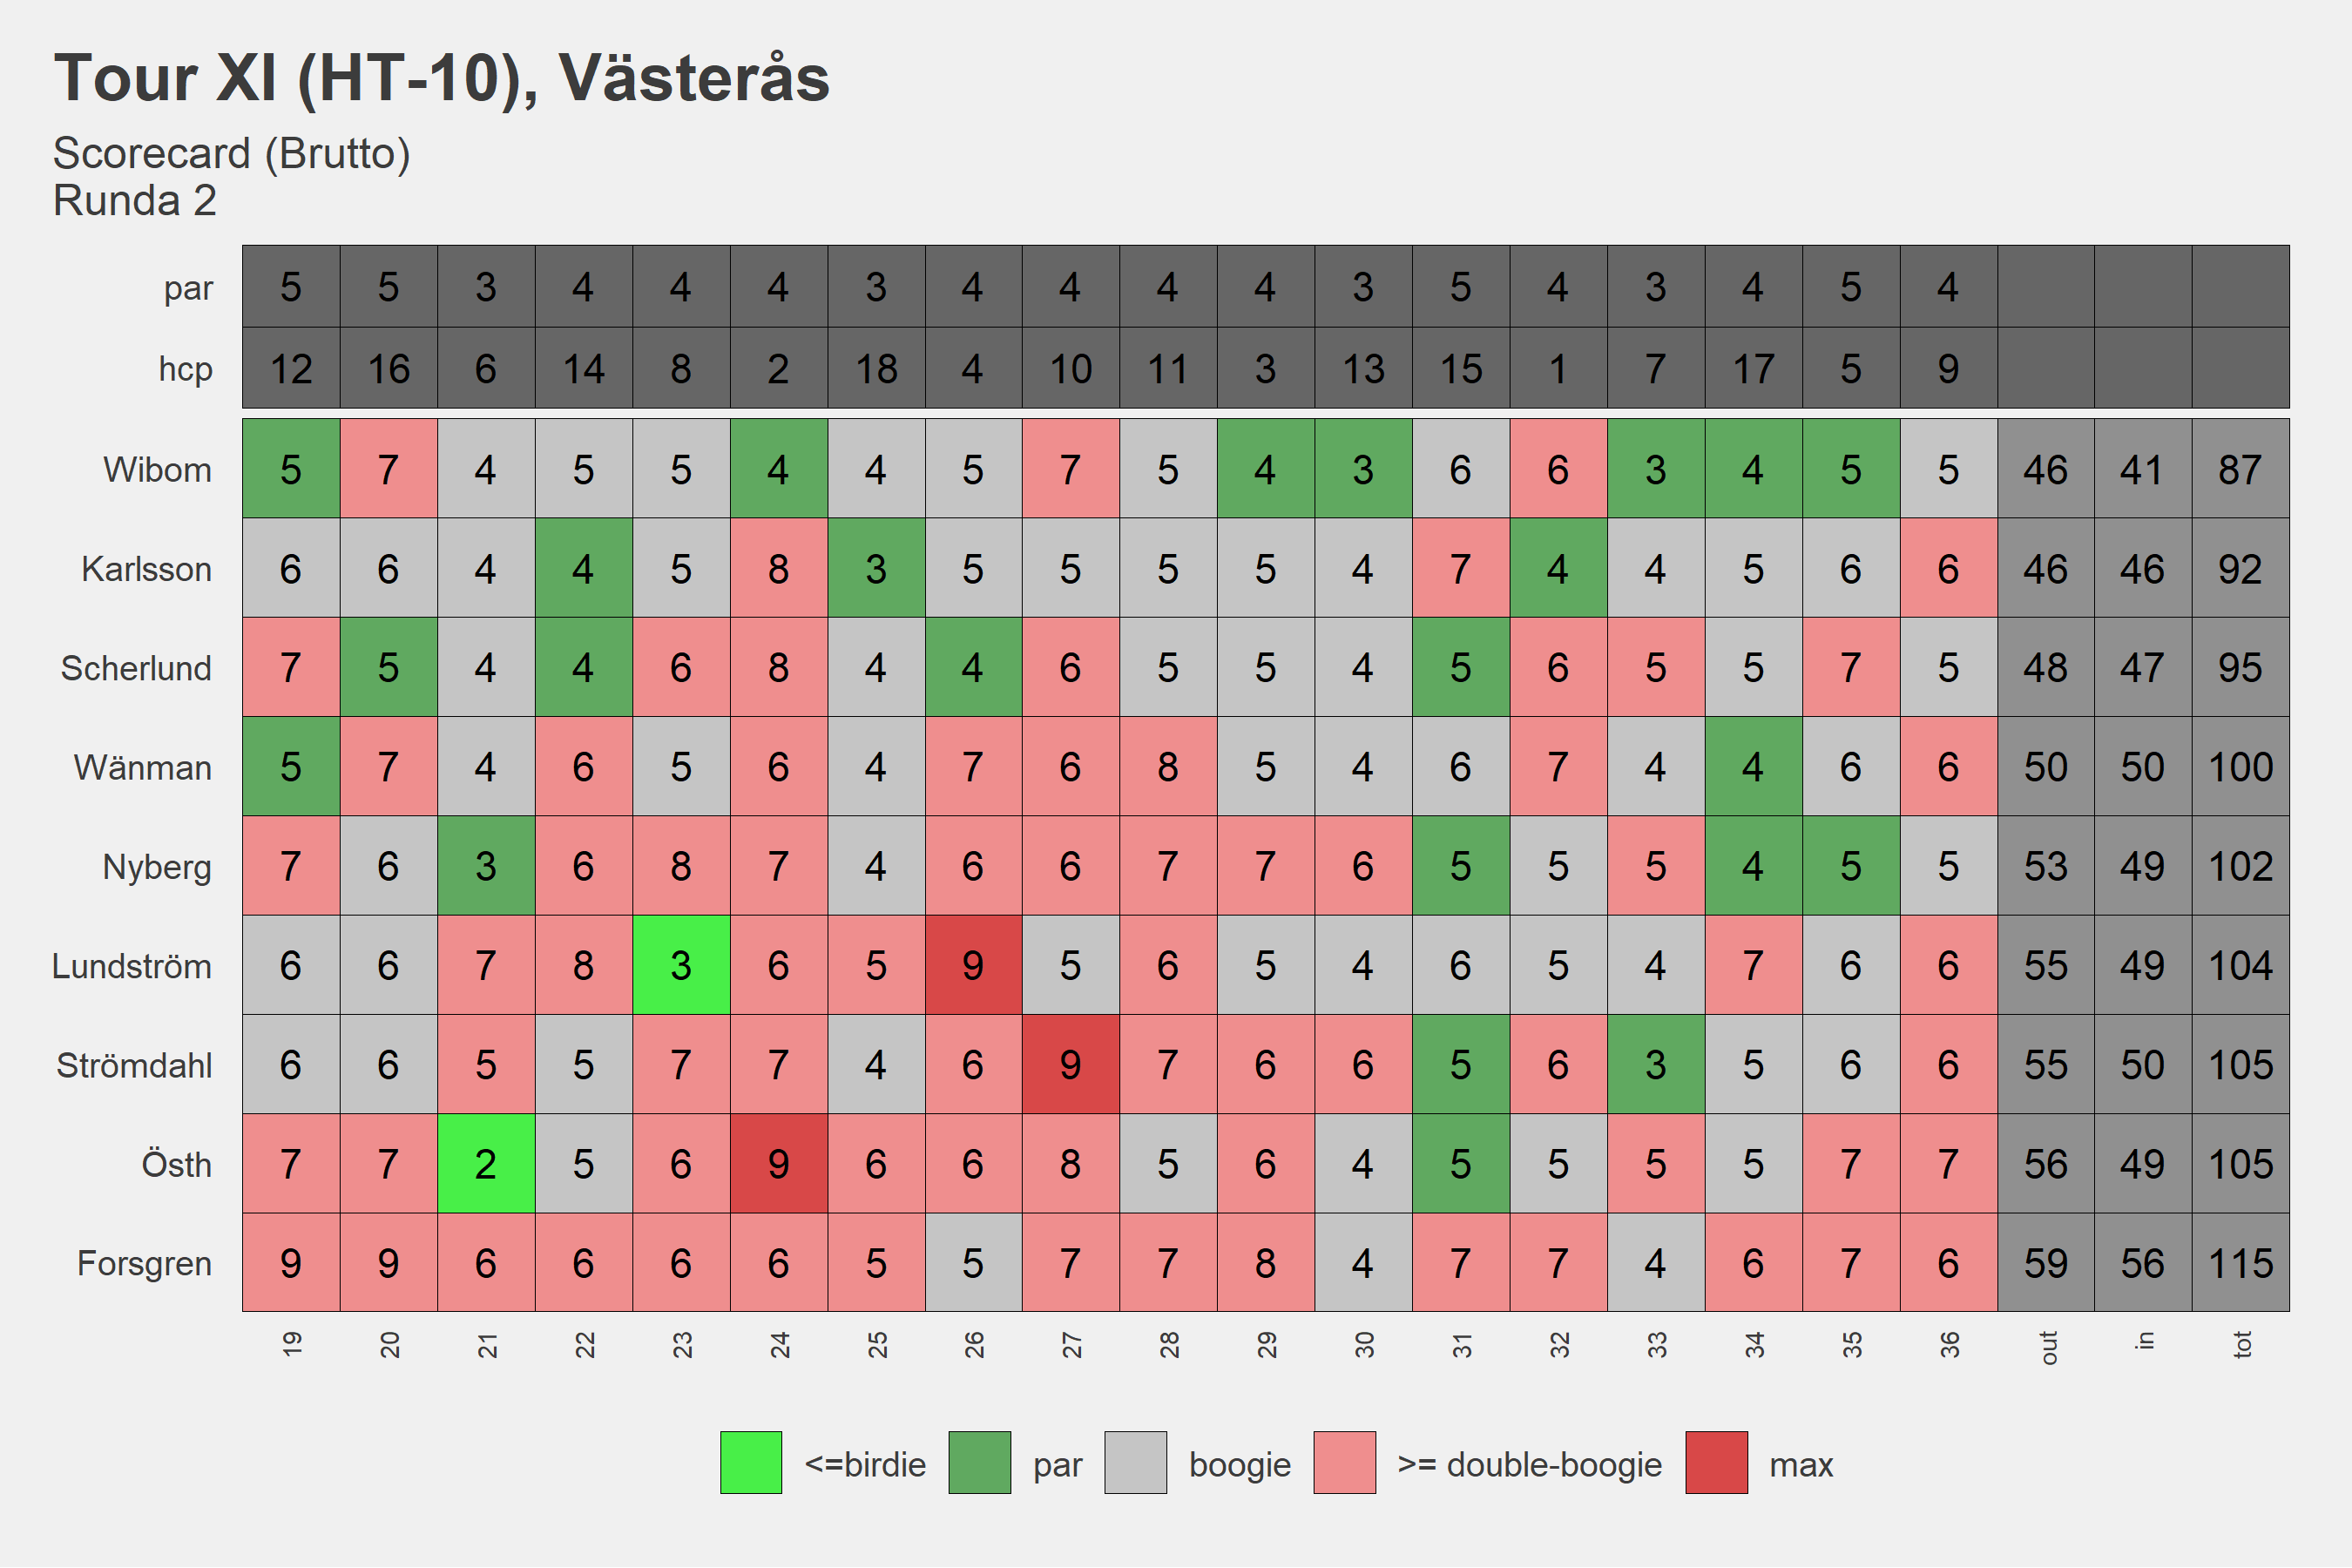 Tour XI (HT-10), Västerås
Scorecard (Brutto)
Runda 2
par 5 5 3 4 4 4 3 4 4 4 4 3 5 4 3 4 5 4
hcp 12 16 6 14 8 2 18 4 10 11 3 13 15 1 7 17 5 9
Wibom 5 7 4 5 5 4 4 5 7 5 4 3 6 6 3 4 5 5 46 41 87
Karlsson 6 6 4 4 5 8 3 5 5 5 5 4 7 4 4 5 6 6 46 46 92
Scherlund 7 5 4 4 6 8 4 4 6 5 5 4 5 6 5 5 7 5 48 47 95
Wänman 5 7 4 6 5 6 4 7 6 8 5 4 6 7 4 4 6 6 50 50 100
Nyberg 7 6 3 6 8 7 4 6 6 7 7 6 5 5 5 4 5 5 53 49 102
Lundström 6 6 7 8 3 6 5 9 5 6 5 4 6 5 4 7 6 6 55 49 104
Strömdahl 6 6 5 5 7 7 4 6 9 7 6 6 5 6 3 5 6 6 55 50 105
Östh 7 7 2 5 6 9 6 6 8 5 6 4 5 5 5 5 7 7 56 49 105
Forsgren 9 9 6 6 6 6 5 5 7 7 8 4 7 7 4 6 7 6 59 56 115
19 20 21 22 23 24 25 26 27 28 29 30 31 32 33 34 35 36 out in tot
<=birdie par boogie >= double-boogie max